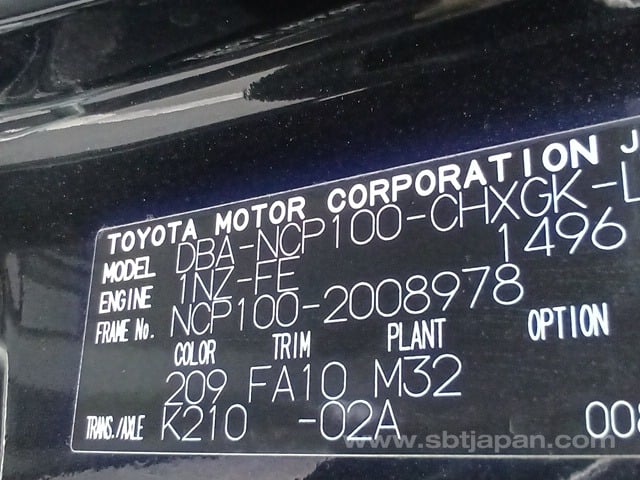 TOYOTA MOTOR CORPORATION J
MODEL DBA-NCP100-CHXGK-L
ENGINE 1NZ-FE 1496
FRAME No. NCP100-2008978
COLOR TRIM PLANT OPTION
209 FA10 M32
TRANS./AXLE K210 -02A 008
www.sbtjapan.com